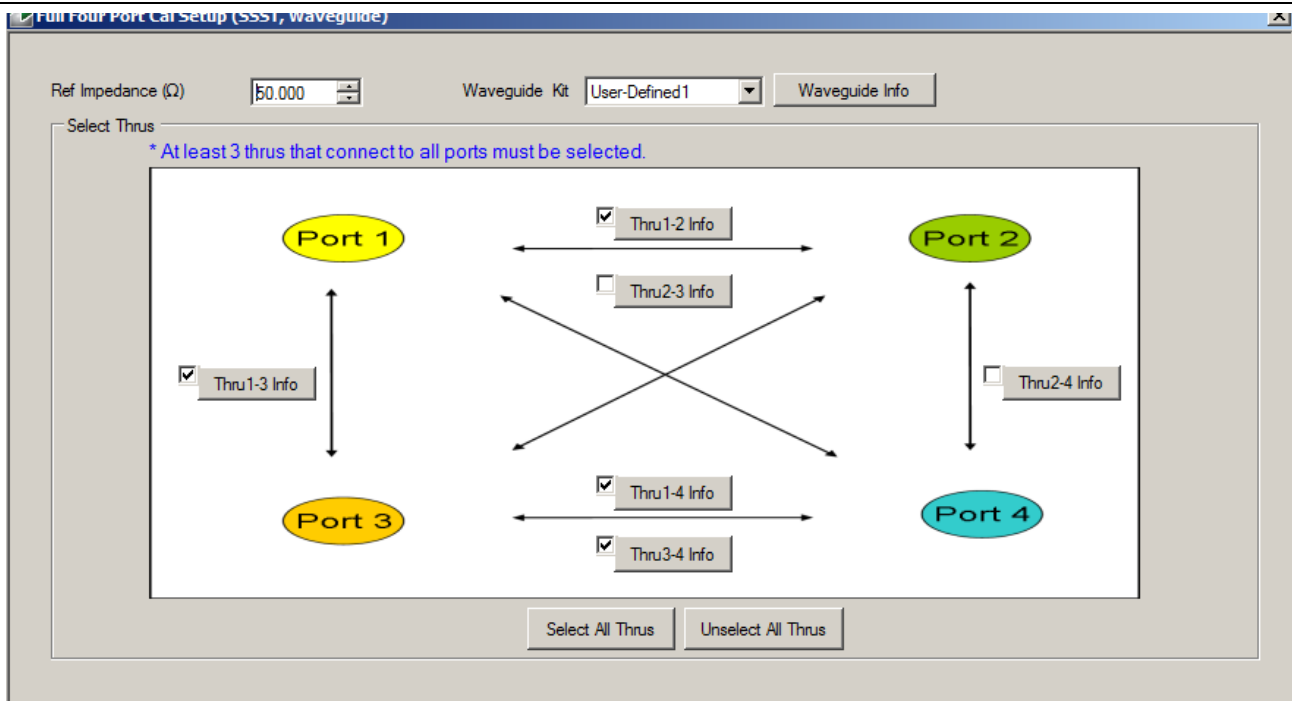 Full Four Port Cal Setup (SSST, Waveguide)
Ref Impedance (Ω) 50.000 Waveguide Kit User-Defined1 Waveguide Info
Select Thrus
* At least 3 thrus that connect to all ports must be selected.
Thru1-2 Info
Port 1 Port 2
Thru2-3 Info
Thru1-3 Info Thru2-4 Info
Thru1-4 Info
Port 3 Port 4
Thru3-4 Info
Select All Thrus Unselect All Thrus